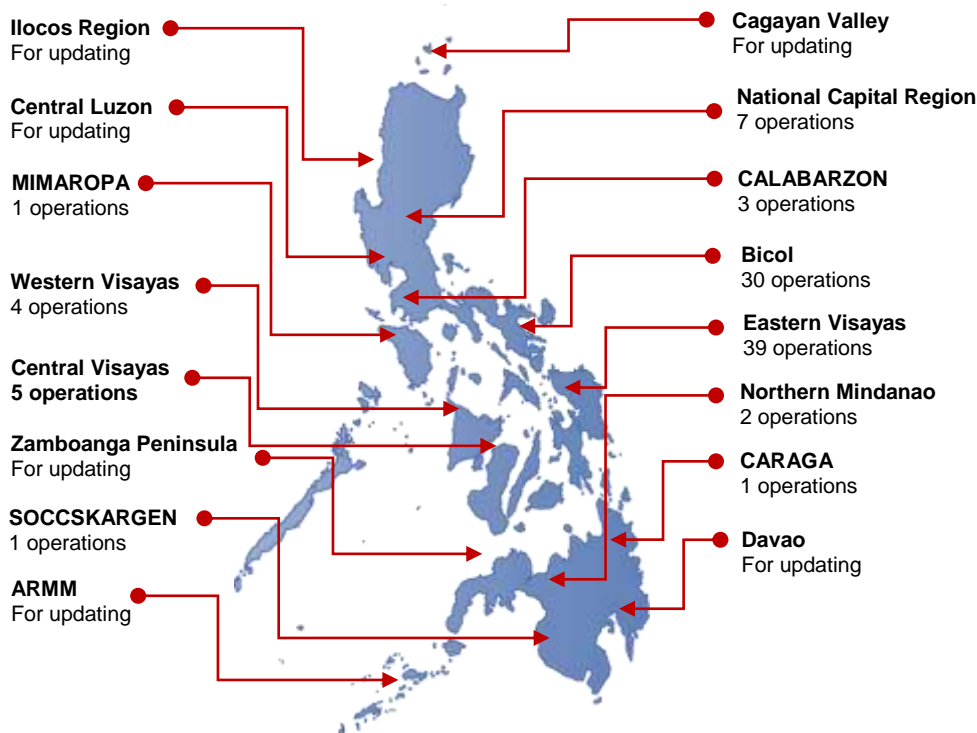 Ilocos Region
For updating
Central Luzon
For updating
MIMAROPA
1 operations
Western Visayas
4 operations
Central Visayas
5 operations
Zamboanga Peninsula
For updating
SOCCSKARGEN
1 operations
ARMM
For updating
Cagayan Valley
For updating
National Capital Region
7 operations
CALABARZON
3 operations
Bicol
30 operations
Eastern Visayas
39 operations
Northern Mindanao
2 operations
CARAGA
1 operations
Davao
For updating